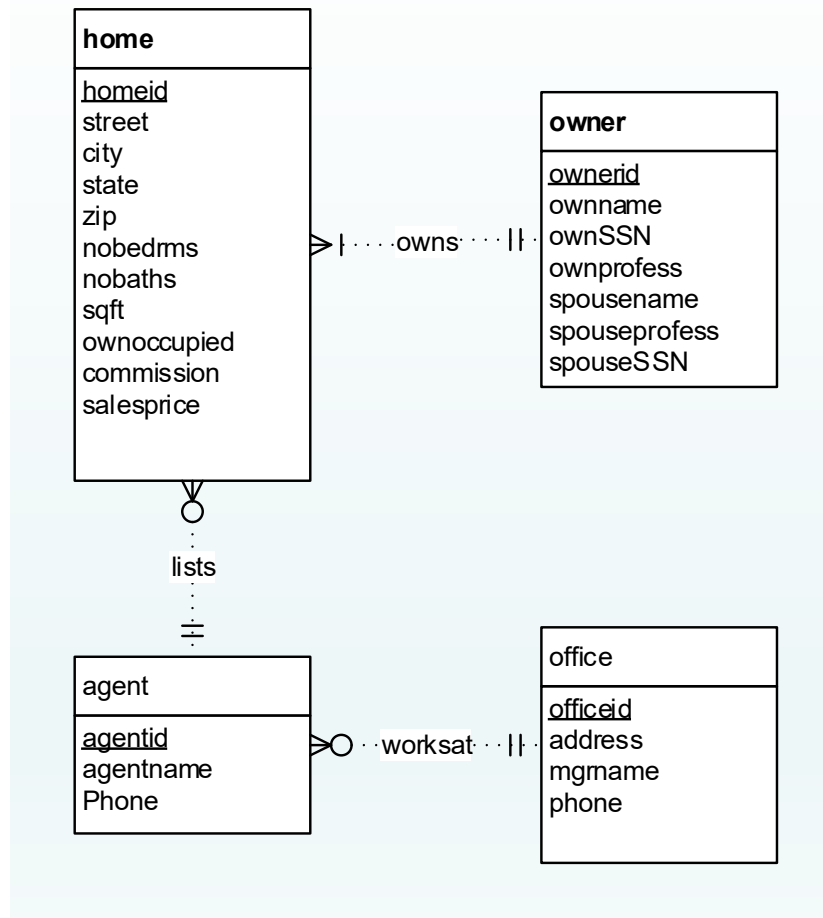 home
homeid
street
city
state
zip
nobedrms
nobaths
sqft
ownoccupied
commission
salesprice
owns
owner
ownerid
ownname
ownSSN
ownprofess
spousename
spouseprofess
spouseSSN
lists
agent
agentid
agentname
Phone
worksat
office
officeid
address
mgrname
phone